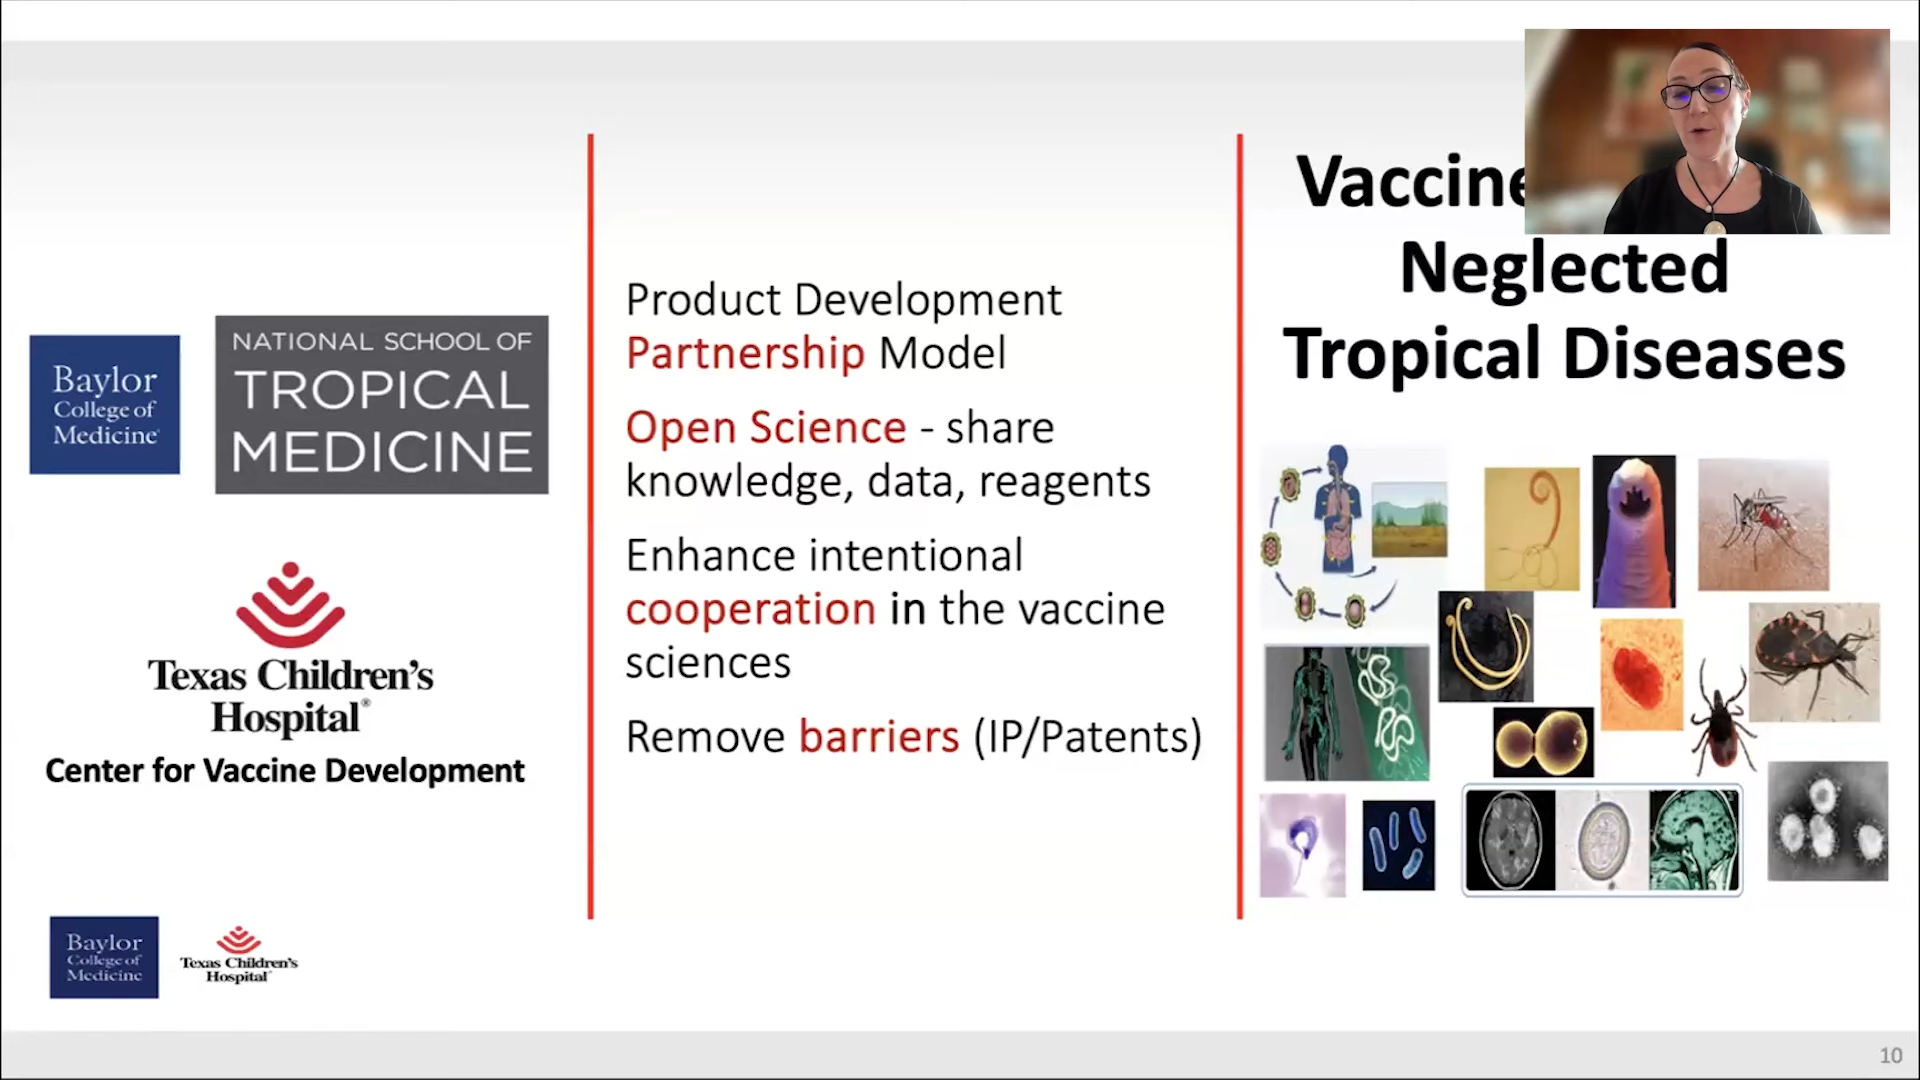 Baylor
College of
Medicine
NATIONAL SCHOOL OF
TROPICAL
MEDICINE
Texas Children's
Hospital®
Center for Vaccine Development
Product Development
Partnership Model
Open Science - share
knowledge, data, reagents
Enhance intentional
cooperation in the vaccine
sciences
Remove barriers (IP/Patents)
Neglected
Tropical Diseases
Baylor
College of
Medicine
Texas Children's
Hospital
10